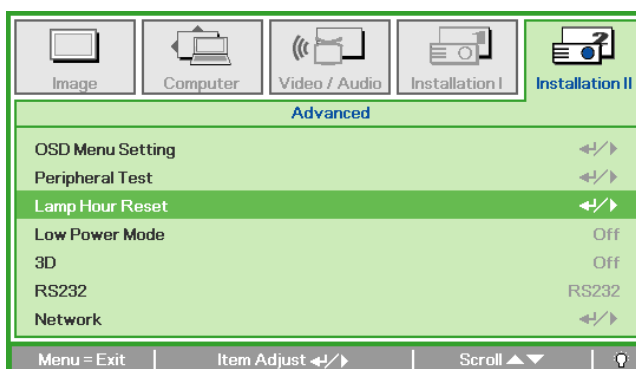 Image Computer Video / Audio Installation I Installation II
Advanced
OSD Menu Setting
Peripheral Test
Lamp Hour Reset
Low Power Mode Off
3D Off
RS232 RS232
Network
Menu = Exit Item Adjust Scroll